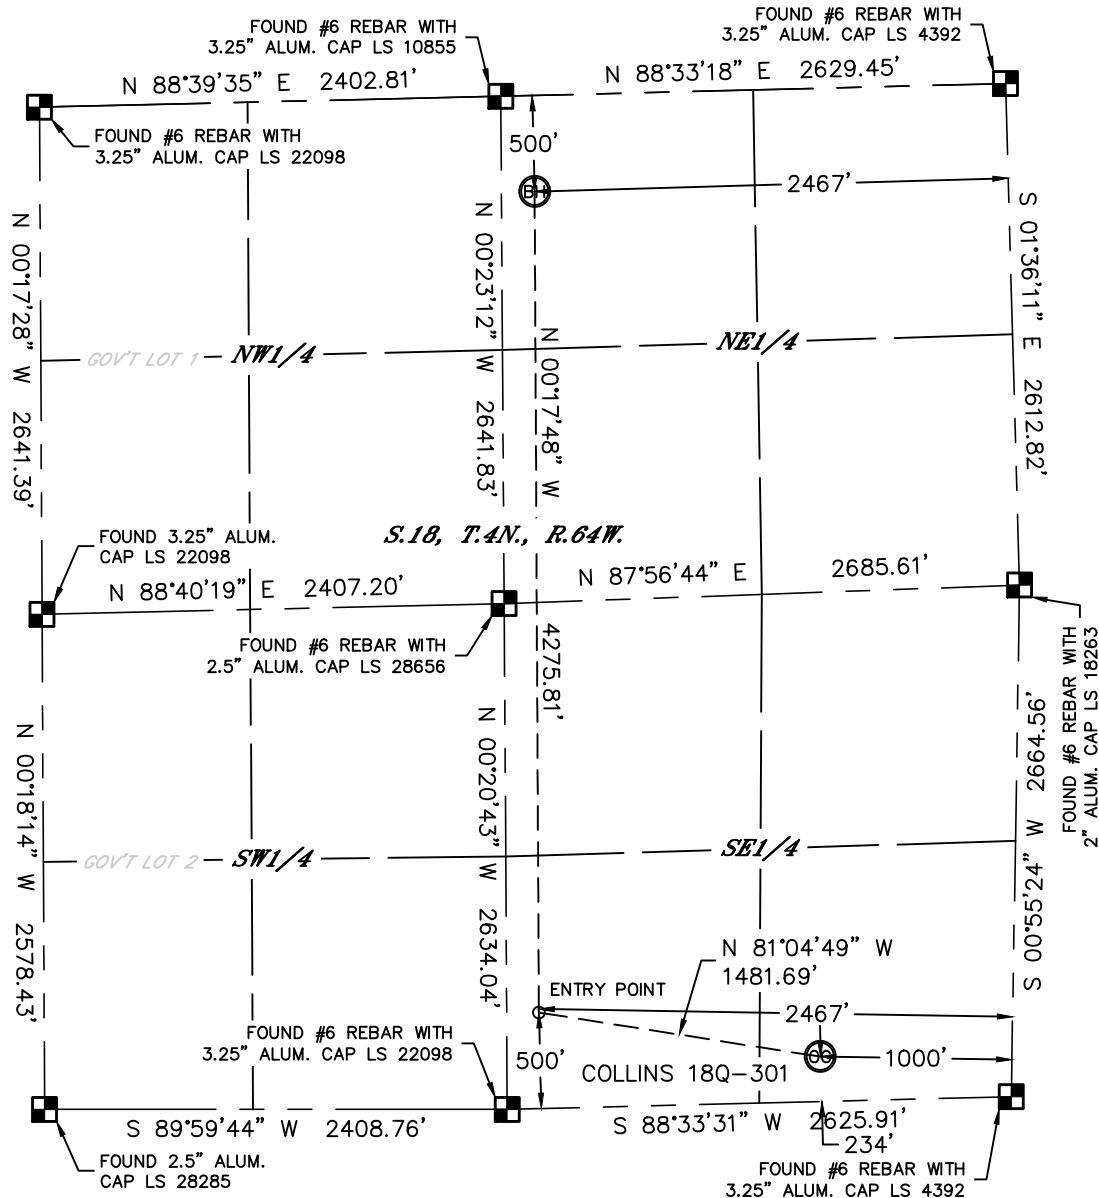 FOUND #6 REBAR WITH
3.25" ALUM. CAP LS 10855
FOUND #6 REBAR WITH
3.25" ALUM. CAP LS 4392
N 88°39'35" E 2402.81'
N 88°33'18" E 2629.45'
FOUND #6 REBAR WITH
3.25" ALUM. CAP LS 22098
500'
BH
2467'
N 00°17'28" W 2641.39'
N 00°23'12" W 2641.83'
N 00°17'48" W 4275.81'
S 01°36'11" E 2612.82'
GOV'T LOT 1
NW1/4
NE1/4
S.18, T.4N., R.64W.
FOUND 3.25" ALUM.
CAP LS 22098
N 88°40'19" E 2407.20'
N 87°56'44" E 2685.61'
FOUND #6 REBAR WITH
2.5" ALUM. CAP LS 28656
FOUND #6 REBAR WITH
2" ALUM. CAP LS 18263
N 00°18'14" W 2578.43'
N 00°20'43" W 2634.04'
S 00°55'24" W 2664.56'
GOV'T LOT 2
SW1/4
SE1/4
N 81°04'49" W
1481.69'
ENTRY POINT
2467'
FOUND #6 REBAR WITH
3.25" ALUM. CAP LS 22098
500'
OG
1000'
COLLINS 18Q-301
S 89°59'44" W 2408.76'
S 88°33'31" W 2625.91'
234'
FOUND 2.5" ALUM.
CAP LS 28285
FOUND #6 REBAR WITH
3.25" ALUM. CAP LS 4392